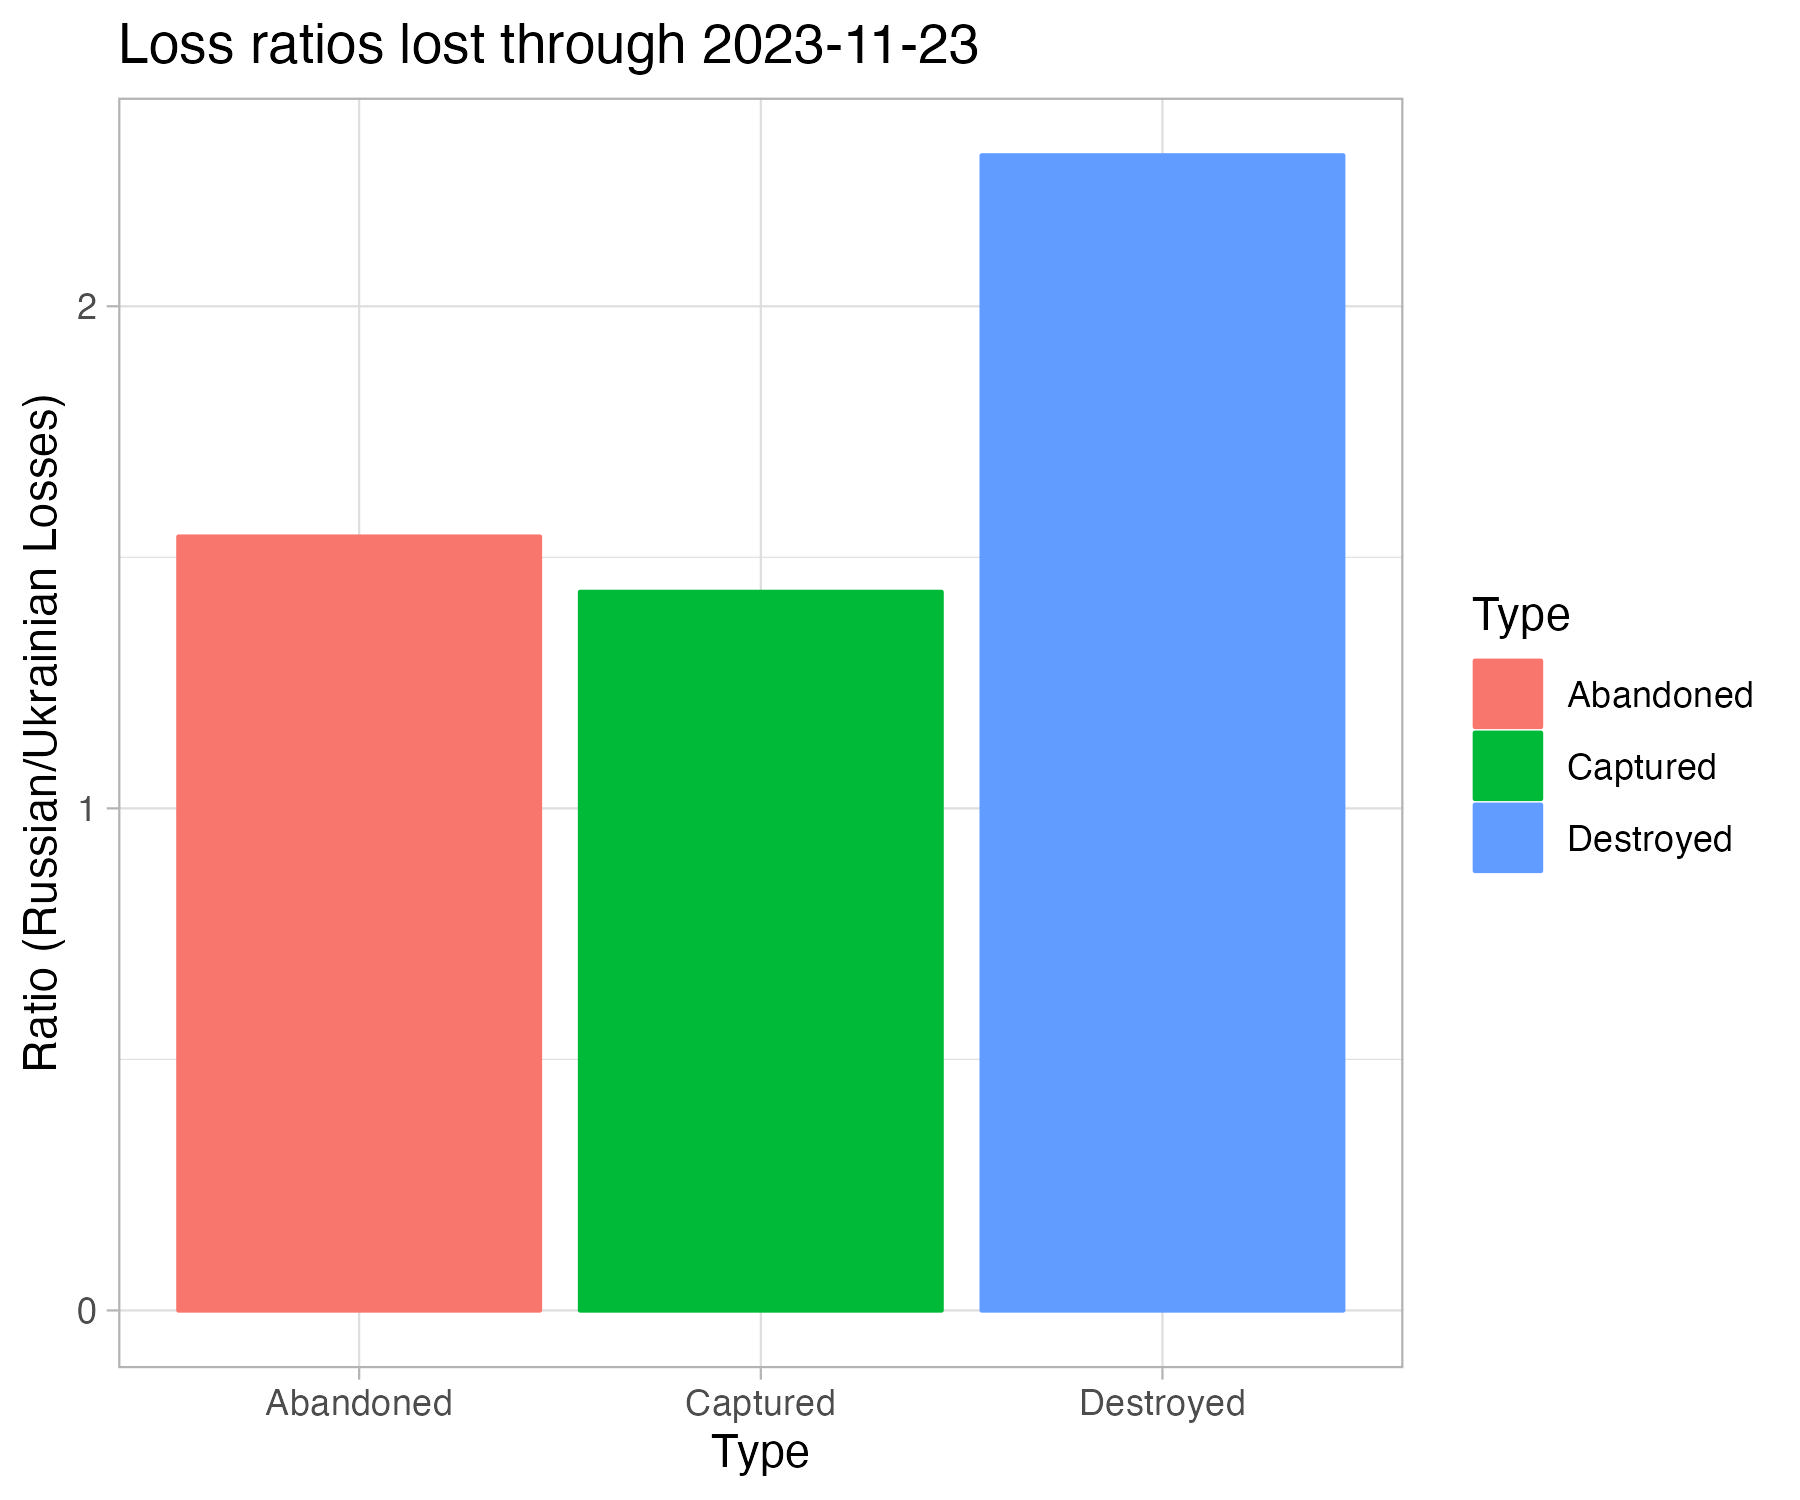 Loss ratios lost through 2023-11-23
Ratio (Russian/Ukrainian Losses)
2
1
0
Abandoned
Captured
Destroyed
Type
Type
Abandoned
Captured
Destroyed